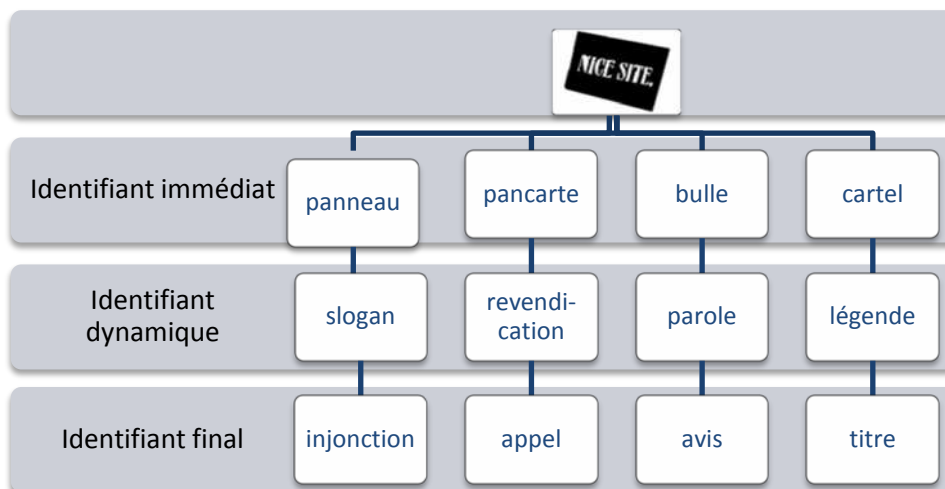 NICE SITE.
Identifiant immédiat
panneau
pancarte
bulle
cartel
Identifiant
dynamique
slogan
revendi-
cation
parole
légende
Identifiant final
injonction
appel
avis
titre